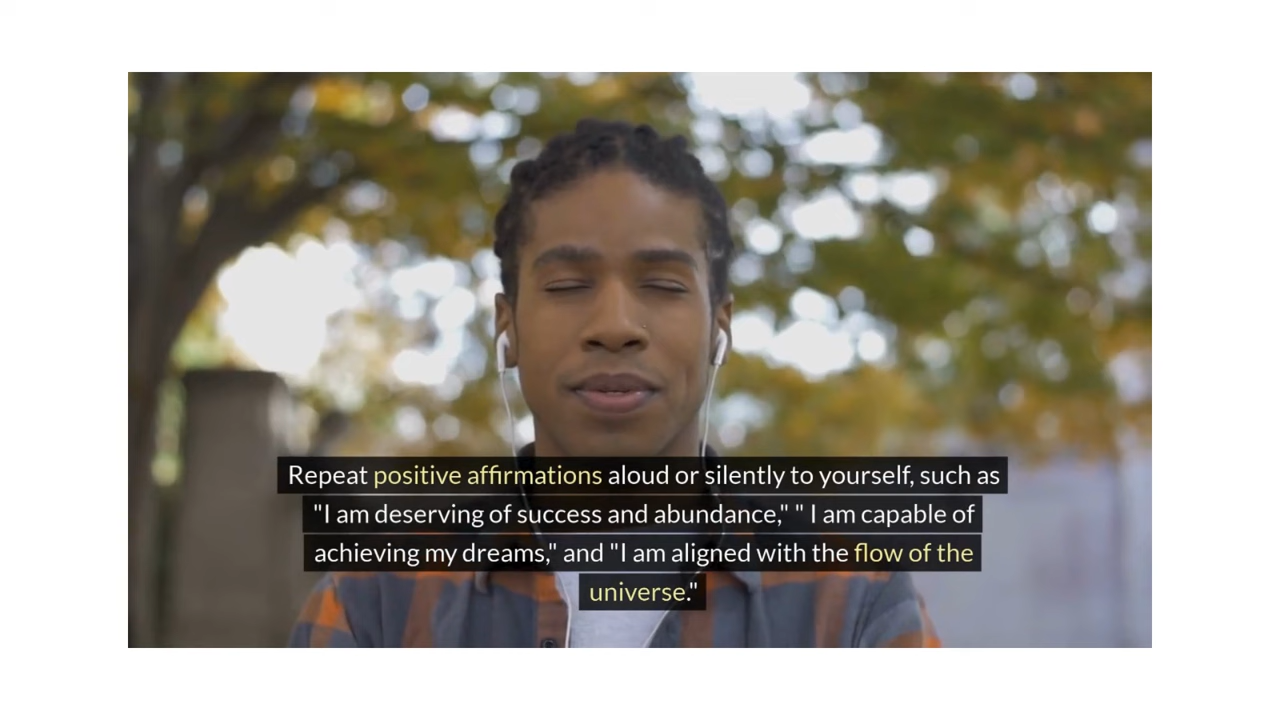 Repeat positive affirmations aloud or silently to yourself, such as
"I am deserving of success and abundance," " I am capable of
achieving my dreams," and "I am aligned with the flow of the
universe."